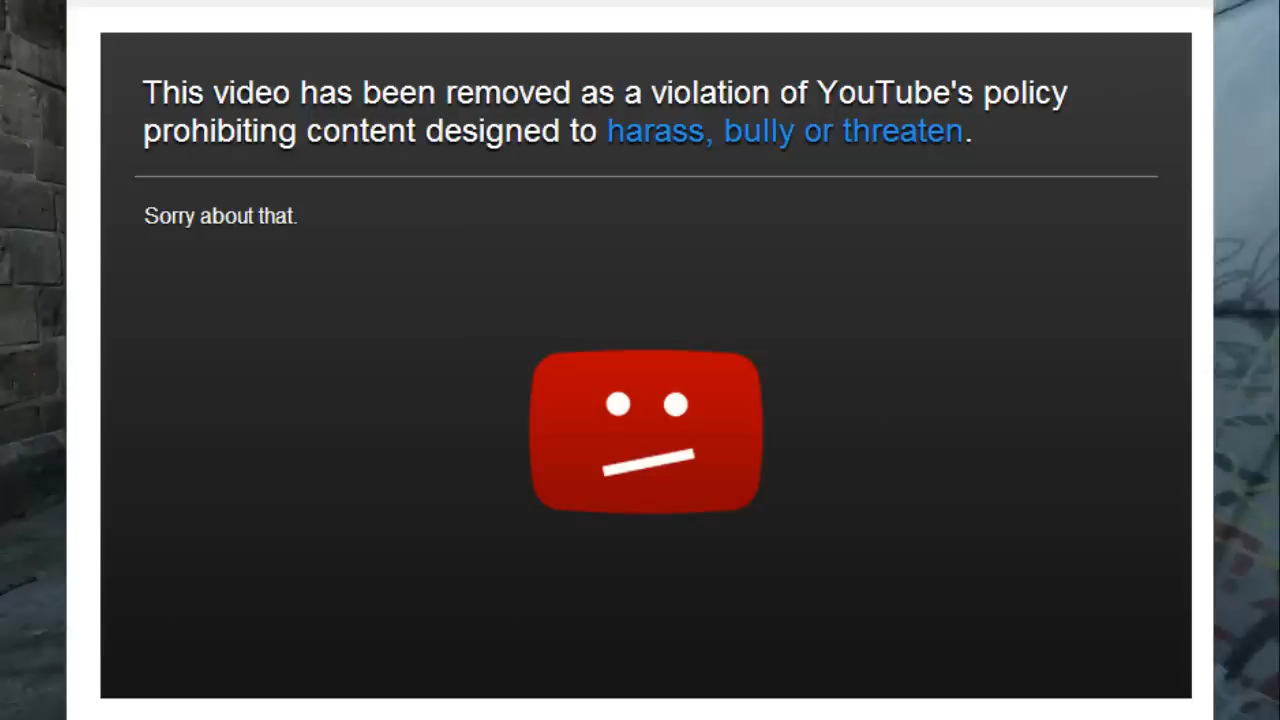 This video has been removed as a violation of YouTube's policy
prohibiting content designed to harass, bully or threaten.
Sorry about that.